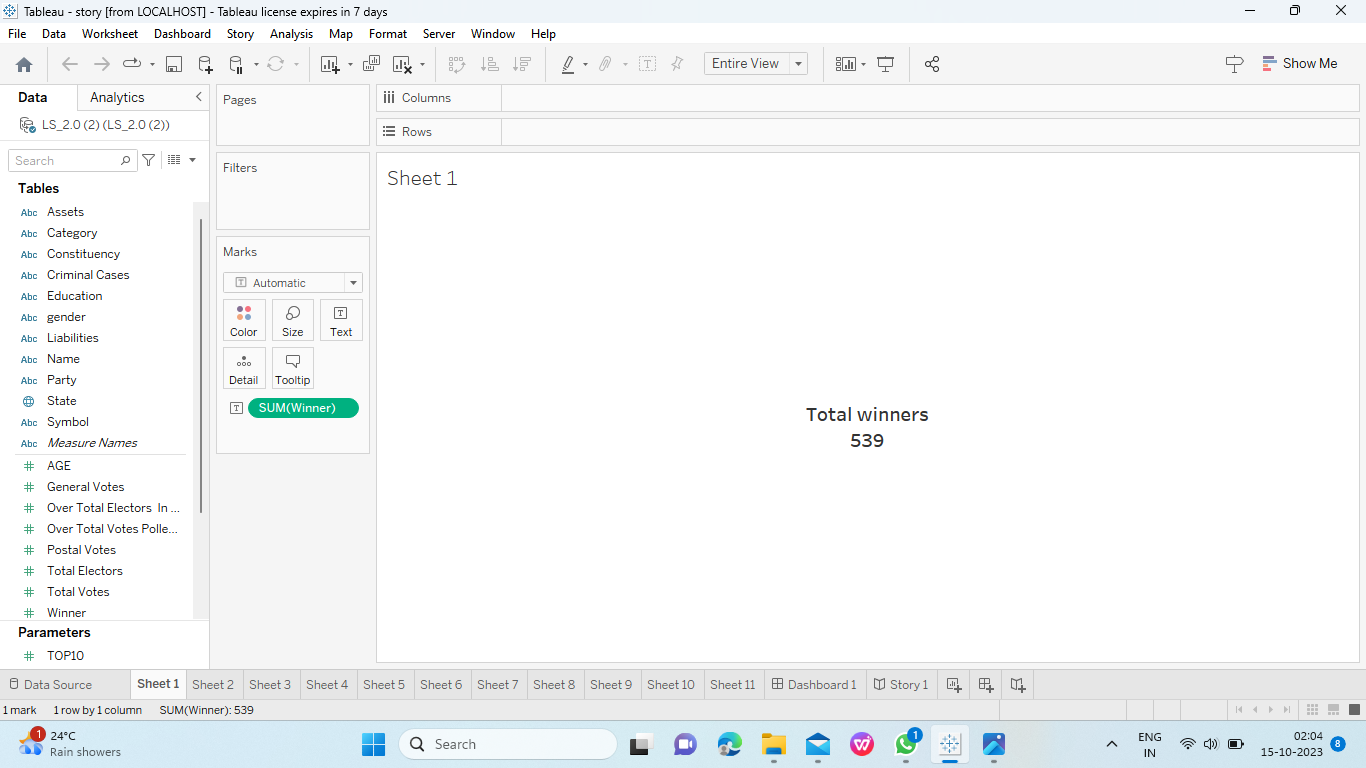 Tableau - story [from LOCALHOST] - Tableau license expires in 7 days
File Data Worksheet Dashboard Story Analysis Map Format Server Window Help
Entire View
Show Me
Data Analytics
LS_2.0 (2) (LS_2.0 (2))
Search
Tables
Abc Assets
Abc Category
Abc Constituency
Abc Criminal Cases
Abc Education
Abc gender
Abc Liabilities
Abc Name
Abc Party
State
Abc Symbol
Abc Measure Names
# AGE
# General Votes
# Over Total Electors In ...
# Over Total Votes Polle...
# Postal Votes
# Total Electors
# Total Votes
# Winner
Parameters
# TOP10
Pages
Filters
Marks
T Automatic
Color Size T Text
Detail Tooltip
T SUM(Winner)
Columns
Rows
Sheet 1
Total winners
539
Data Source Sheet 1 Sheet 2 Sheet 3 Sheet 4 Sheet 5 Sheet 6 Sheet 7 Sheet 8 Sheet 9 Sheet 10 Sheet 11 Dashboard 1 Story 1
1 mark 1 row by 1 column SUM(Winner): 539
1 24°C
Rain showers
Search
1
ENG
IN
02:04
15-10-2023
8